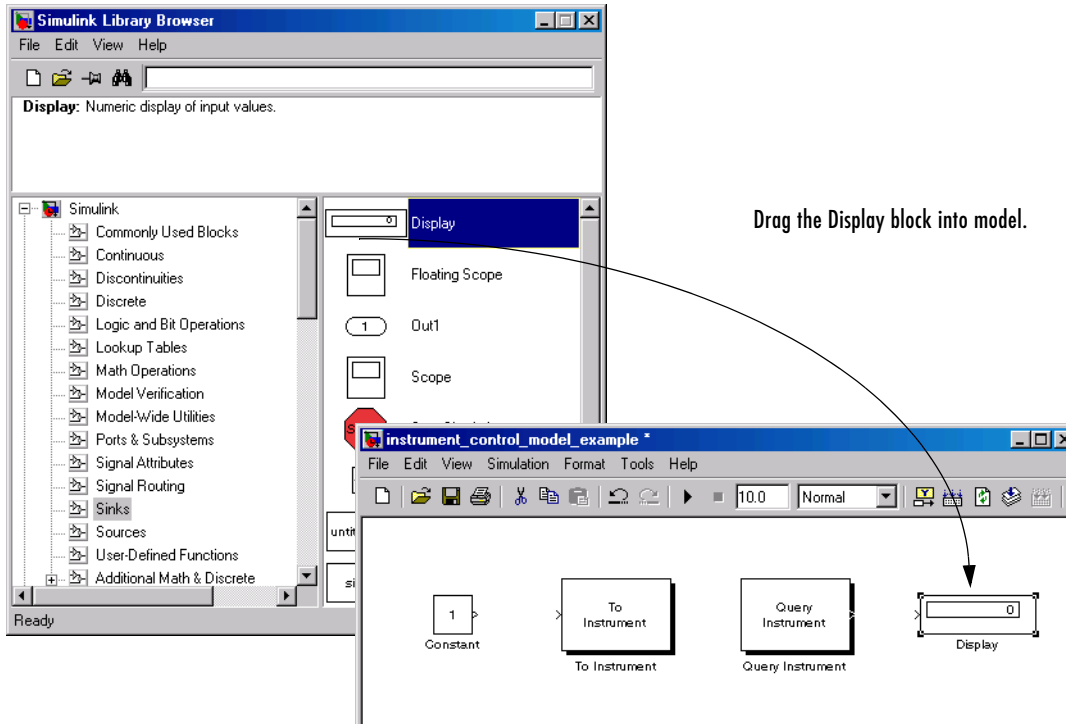 Simulink Library Browser
File Edit View Help
Display: Numeric display of input values.
Simulink
Commonly Used Blocks
Continuous
Discontinuities
Discrete
Logic and Bit Operations
Lookup Tables
Math Operations
Model Verification
Model-Wide Utilities
Ports & Subsystems
Signal Attributes
Signal Routing
Sinks
Sources
User-Defined Functions
Additional Math & Discrete
Ready
0 Display
Floating Scope
1 Out1
Scope
Drag the Display block into model.
instrument_control_model_example *
File Edit View Simulation Format Tools Help
10.0 Normal
1
Constant
To
Instrument
To Instrument
Query
Instrument
Query Instrument
0
Display